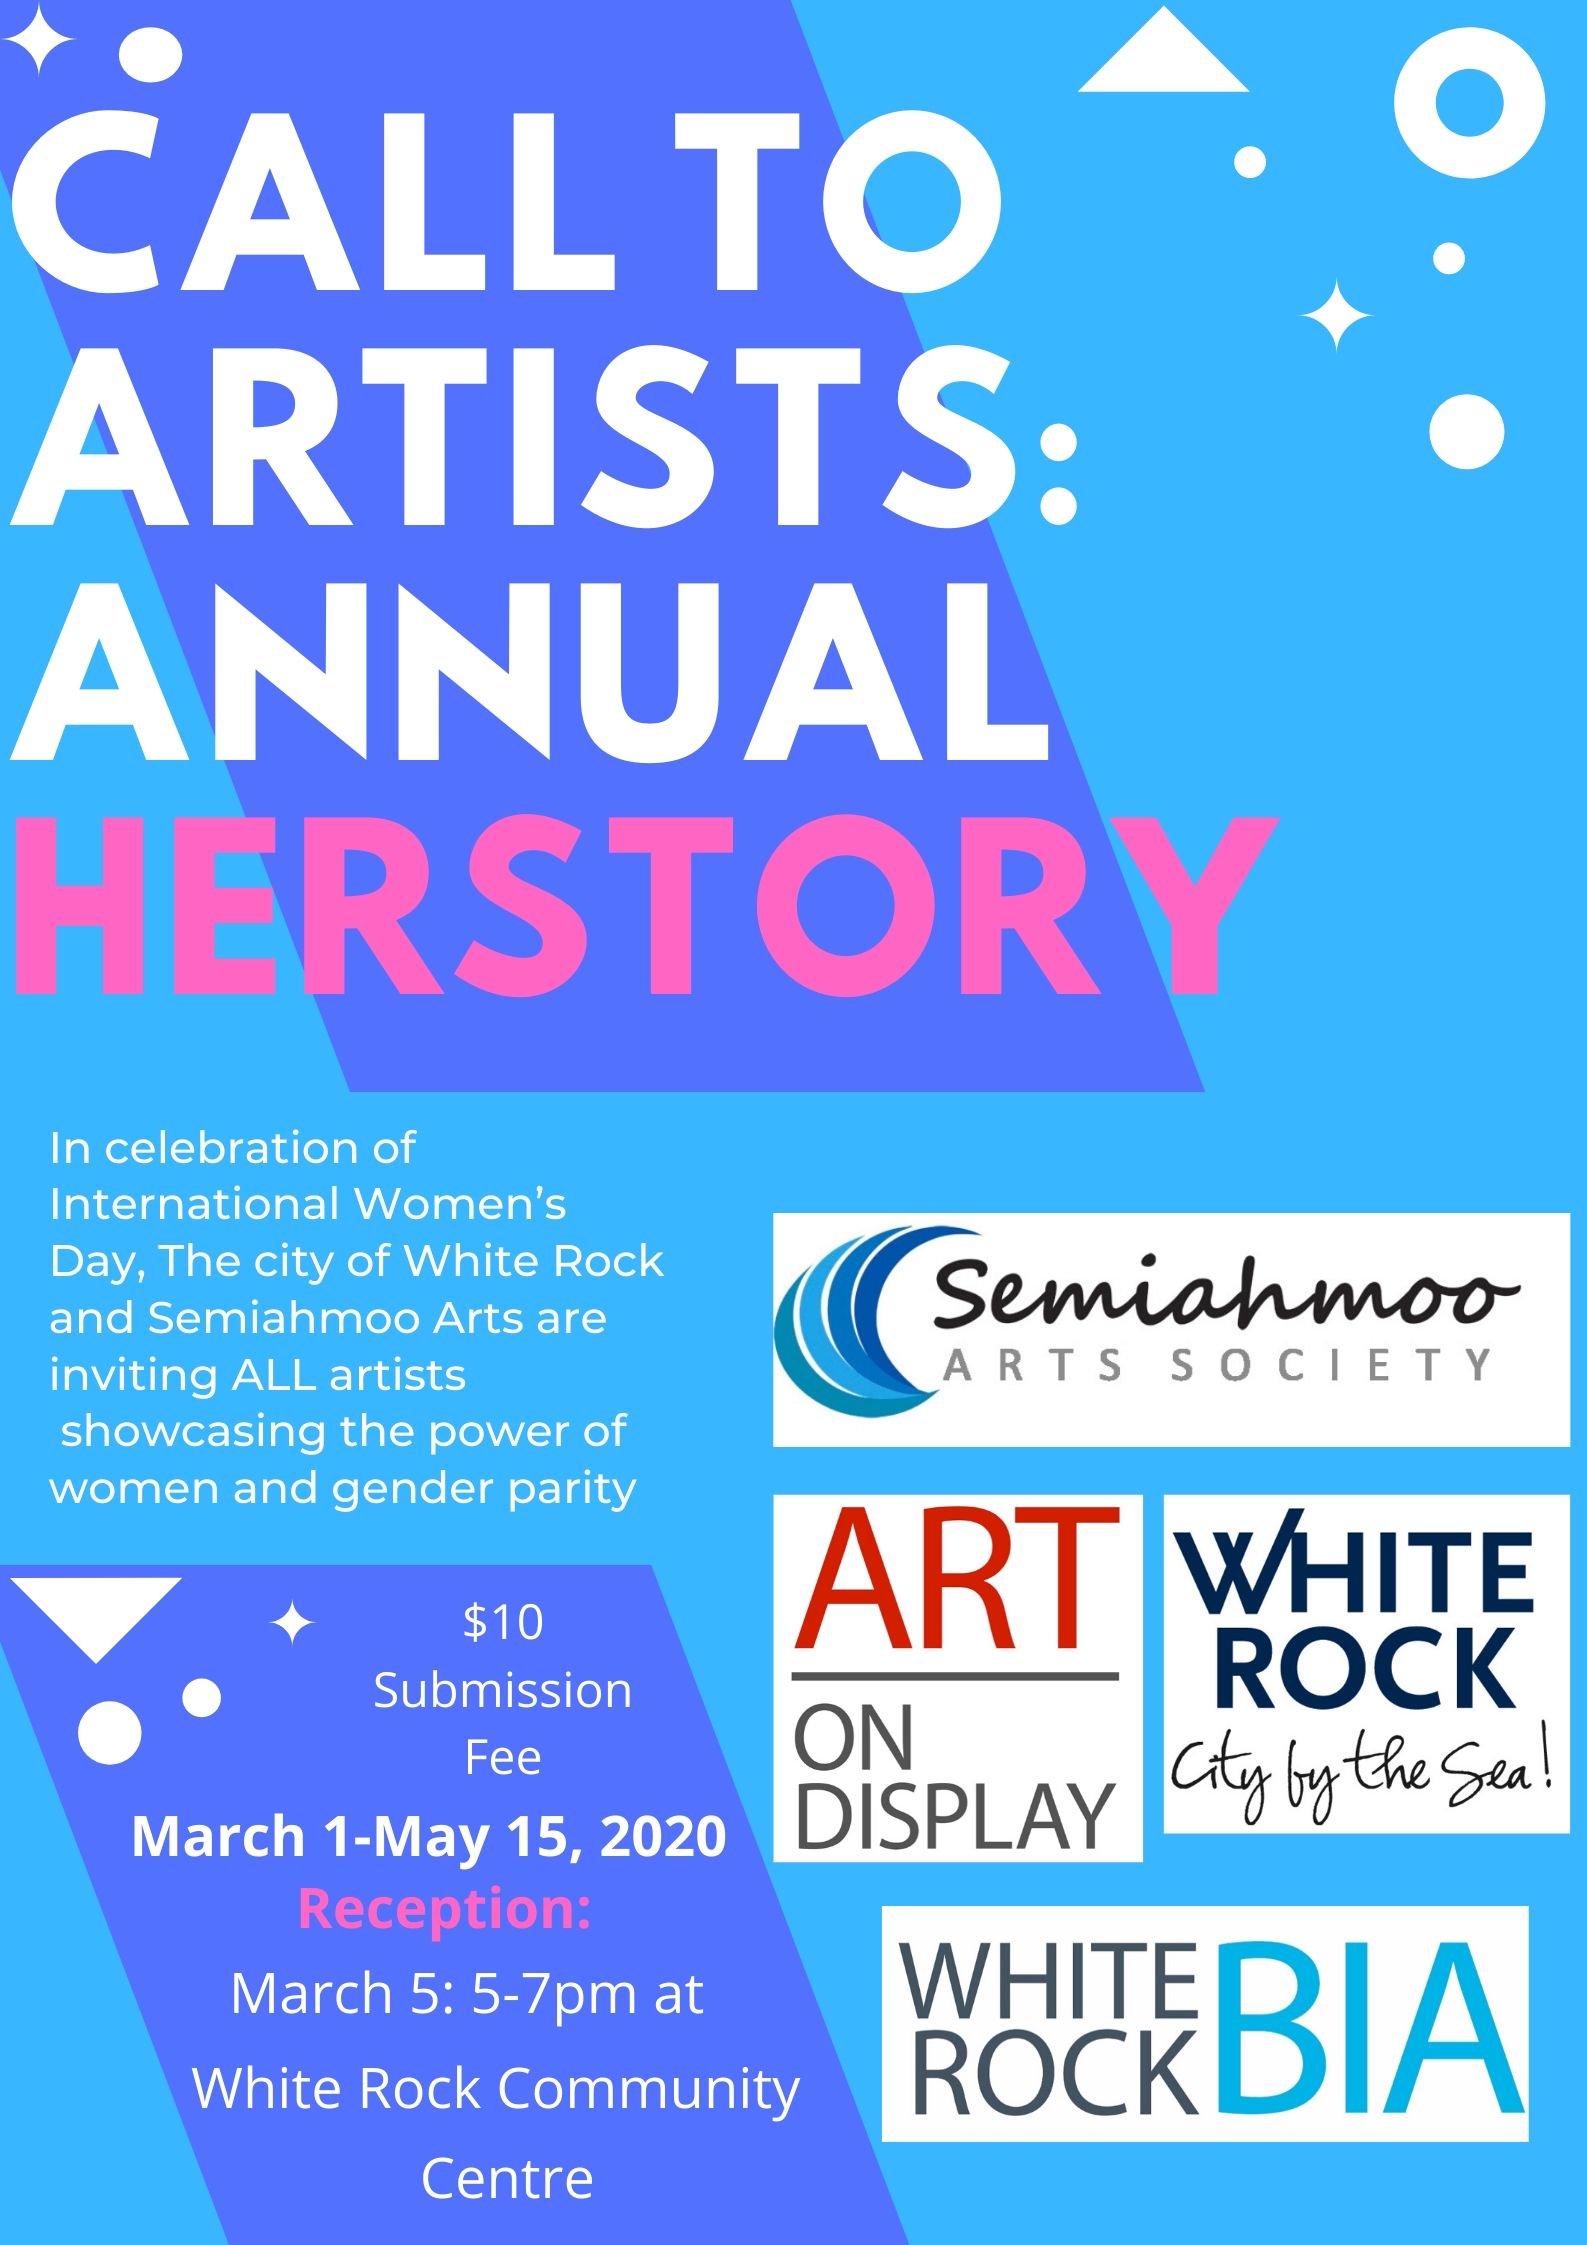 CALL TO
ARTISTS:
ANNUAL
HERSTORY
In celebration of
International Women’s
Day, The city of White Rock
and Semiahmoo Arts are
inviting ALL artists
showcasing the power of
women and gender parity
Semiahmoo
ARTS SOCIETY
ART
ON
DISPLAY
WHITE
ROCK
City by the Sea!
$10
Submission
Fee
March 1-May 15, 2020
Reception:
March 5: 5-7pm at
White Rock Community
Centre
WHITE
ROCK
BIA